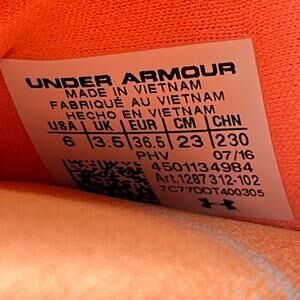 UNDER ARMOUR
MADE IN VIETNAM
FABRIQUÉ AU VIETNAM
HECHO EN VIETNAM
USA UK EUR CM CHN
6 3.5 36.5 23 230
PHV 07/16
4501134984
Art.1287312-102
7C77DDT400305